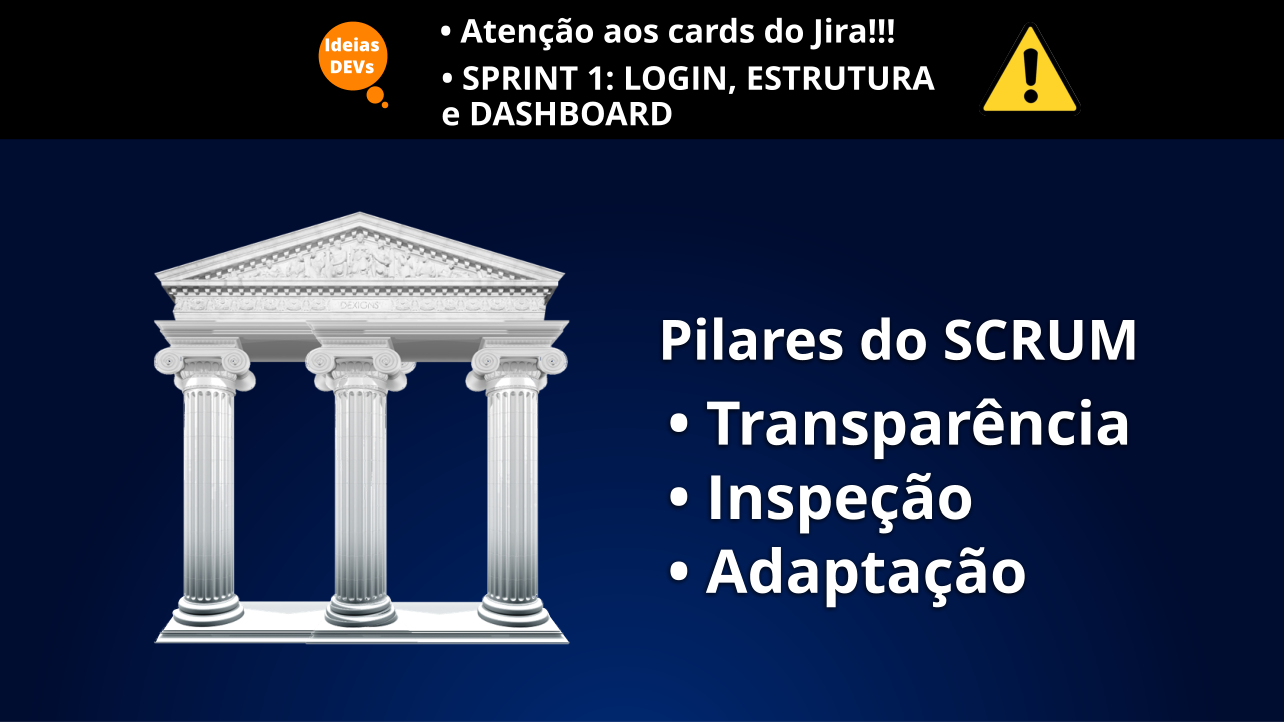 Ideias
DEVs
• Atenção aos cards do Jira!!!
• SPRINT 1: LOGIN, ESTRUTURA
e DASHBOARD
Pilares do SCRUM
• Transparência
• Inspeção
• Adaptação